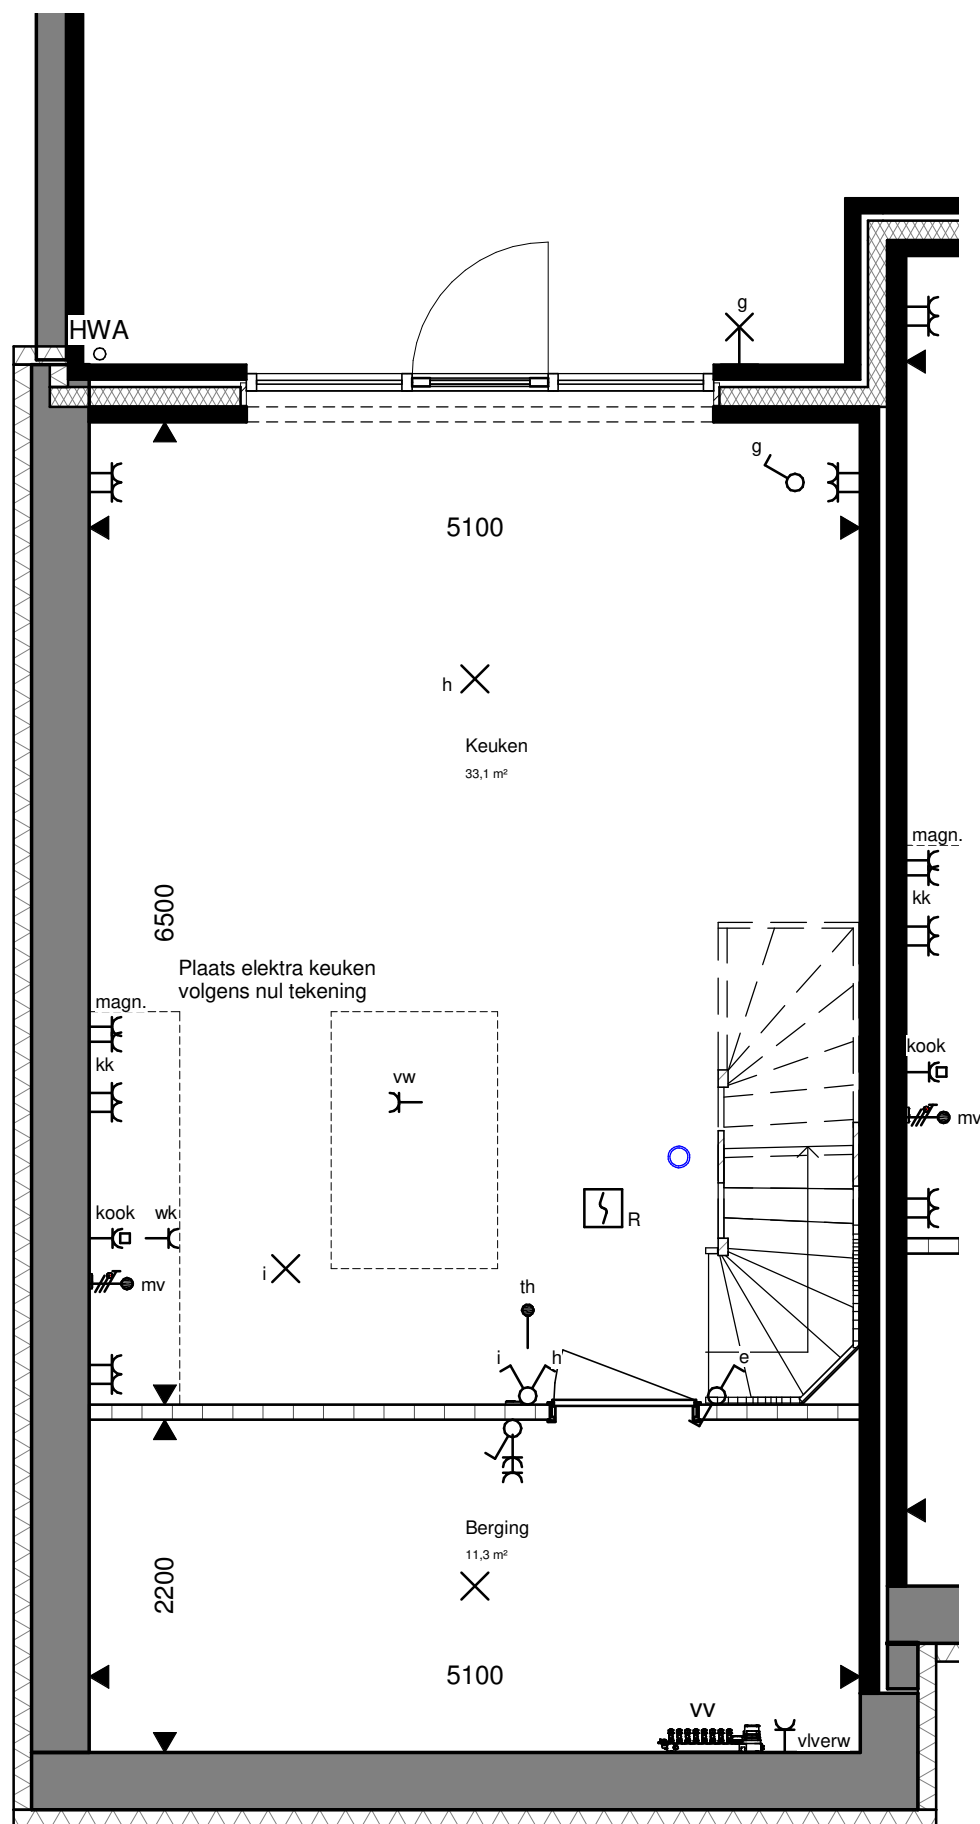 HWA
g
g
5100
h
Keuken
33,1 m²
magn.
kk
6500
Plaats elektra keuken
volgens nul tekening
magn.
kk
vw
kook
mv
kook
wk
R
i
mv
th
i
h
e
Berging
11,3 m²
2200
5100
vv
vlverw